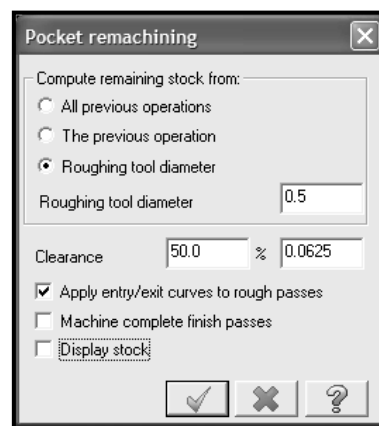 Pocket remachining
Compute remaining stock from:
All previous operations
The previous operation
Roughing tool diameter
Roughing tool diameter 0.5
Clearance 50.0 % 0.0625
Apply entry/exit curves to rough passes
Machine complete finish passes
Display stock
?